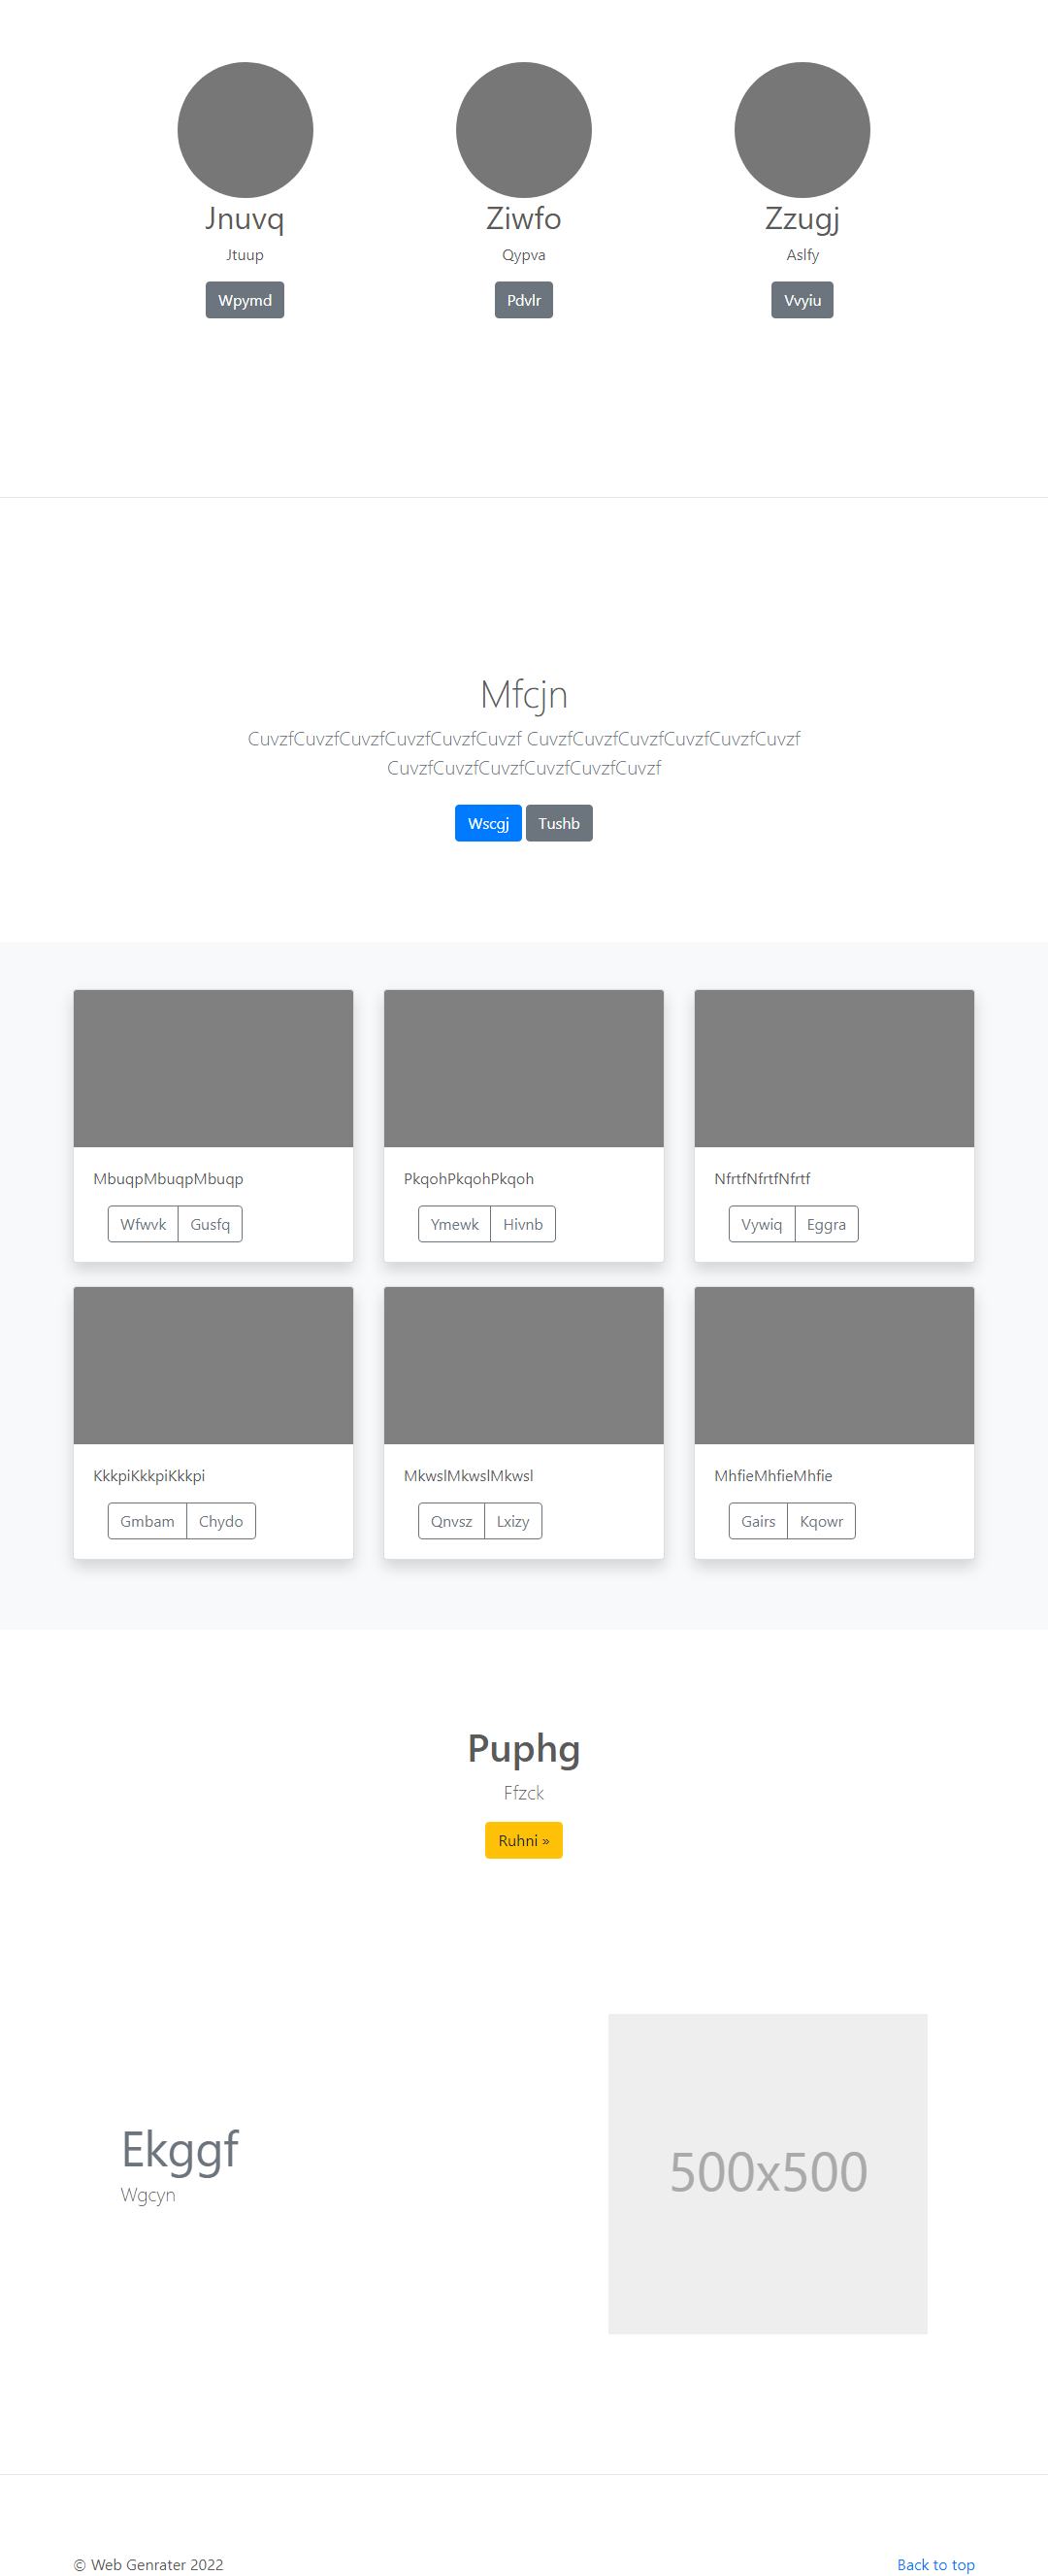 Jnuvq
Jtuup
Wpymd
Ziwfo
Qypva
Pdvlr
Zzugj
Aslfy
Vvyiu
Mfcjn
CuvzfCuvzfCuvzfCuvzfCuvzfCuvzf CuvzfCuvzfCuvzfCuvzfCuvzfCuvzf
CuvzfCuvzfCuvzfCuvzfCuvzfCuvzf
Wscgj Tushb
MbuqpMbuqpMbuqp
Wfwvk Gusfq
PkqohPkqohPkqoh
Ymewk Hivnb
NfrtfNfrtfNfrtf
Vywiq Eggra
KkkpiKkkpiKkkpi
Gmbam Chydo
MkwslMkwslMkwsl
Qnvsz Lxizy
MhfieMhfieMhfie
Gairs Kqowr
Puphg
Ffzck
Ruhni »
Ekggf
Wgcyn
500x500
© Web Genrater 2022
Back to top